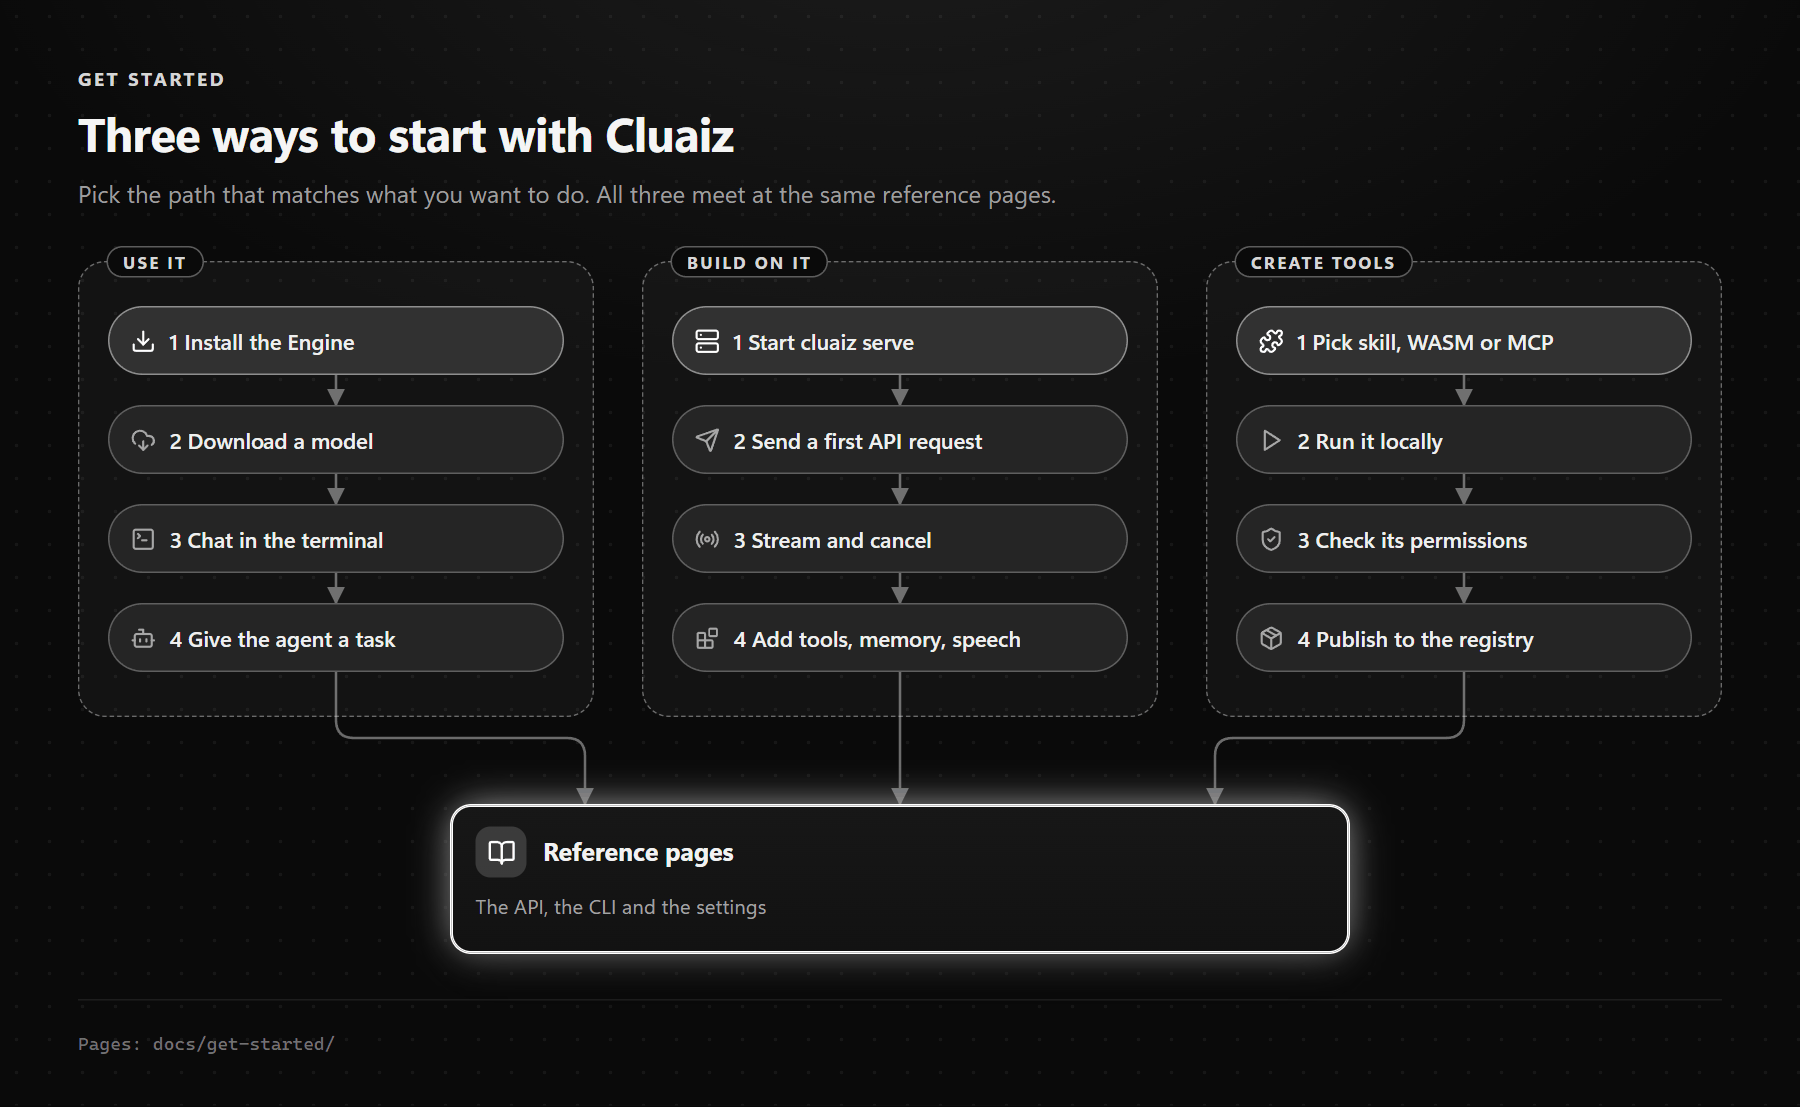 GET STARTED
Three ways to start with Cluaiz
Pick the path that matches what you want to do. All three meet at the same reference pages.
USE IT
1 Install the Engine
2 Download a model
3 Chat in the terminal
4 Give the agent a task
BUILD ON IT
1 Start cluaiz serve
2 Send a first API request
3 Stream and cancel
4 Add tools, memory, speech
CREATE TOOLS
1 Pick skill, WASM or MCP
2 Run it locally
3 Check its permissions
4 Publish to the registry
Reference pages
The API, the CLI and the settings
Pages: docs/get-started/